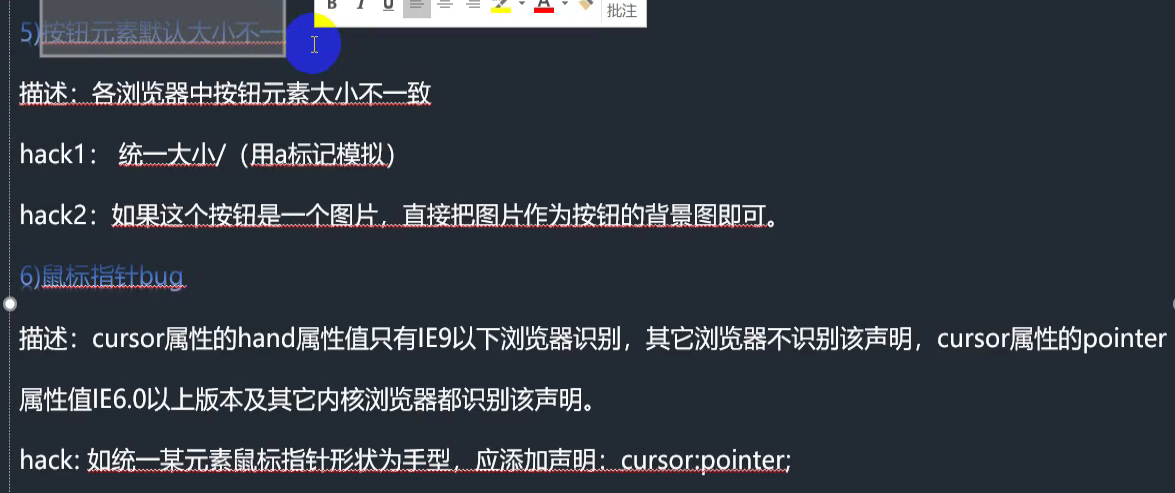 B I U A
批注
5)按钮元素默认大小不一
描述：各浏览器中按钮元素大小不一致
hack1： 统一大小/（用a标记模拟）
hack2：如果这个按钮是一个图片，直接把图片作为按钮的背景图即可。
6)鼠标指针bug
描述：cursor属性的hand属性值只有IE9以下浏览器识别，其它浏览器不识别该声明，cursor属性的pointer
属性值IE6.0以上版本及其它内核浏览器都识别该声明。
hack: 如统一某元素鼠标指针形状为手型，应添加声明：cursor:pointer;